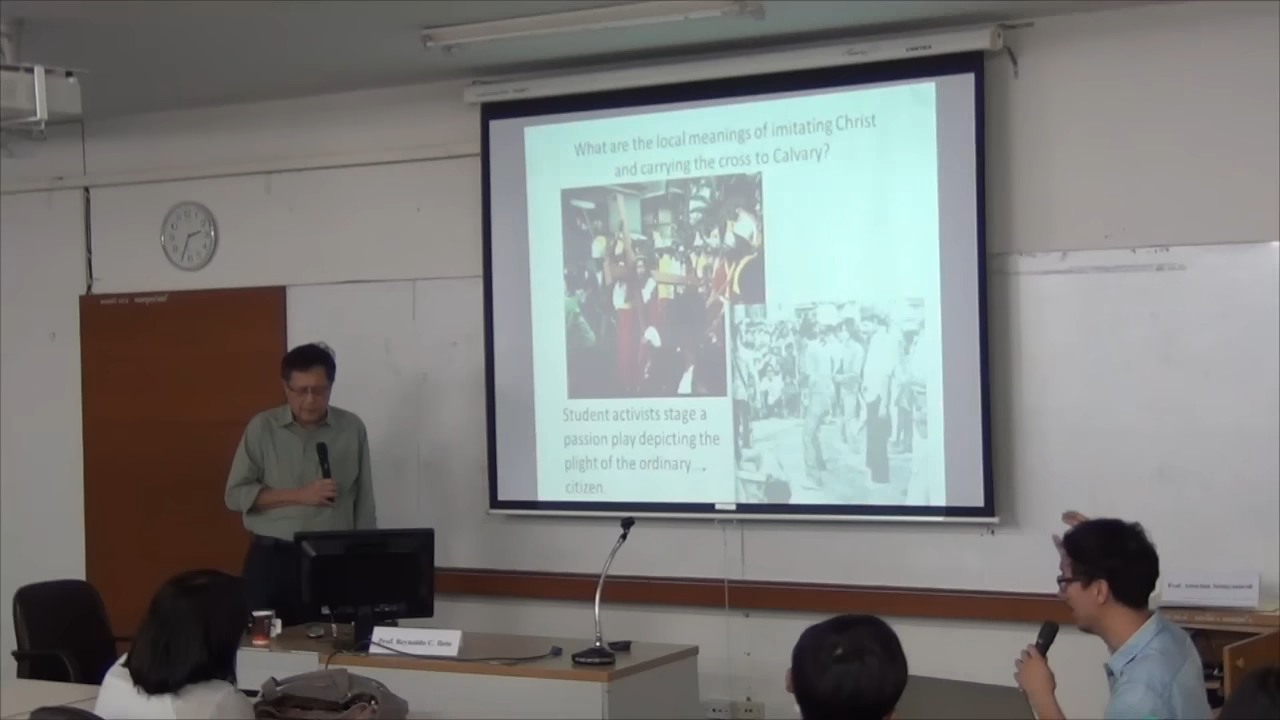 What are the local meanings of imitating Christ
and carrying the cross to Calvary?
Student activists stage a
passion play depicting the
plight of the ordinary...
citizen.
Prof. Reynaldo C. Ileto
Prof.